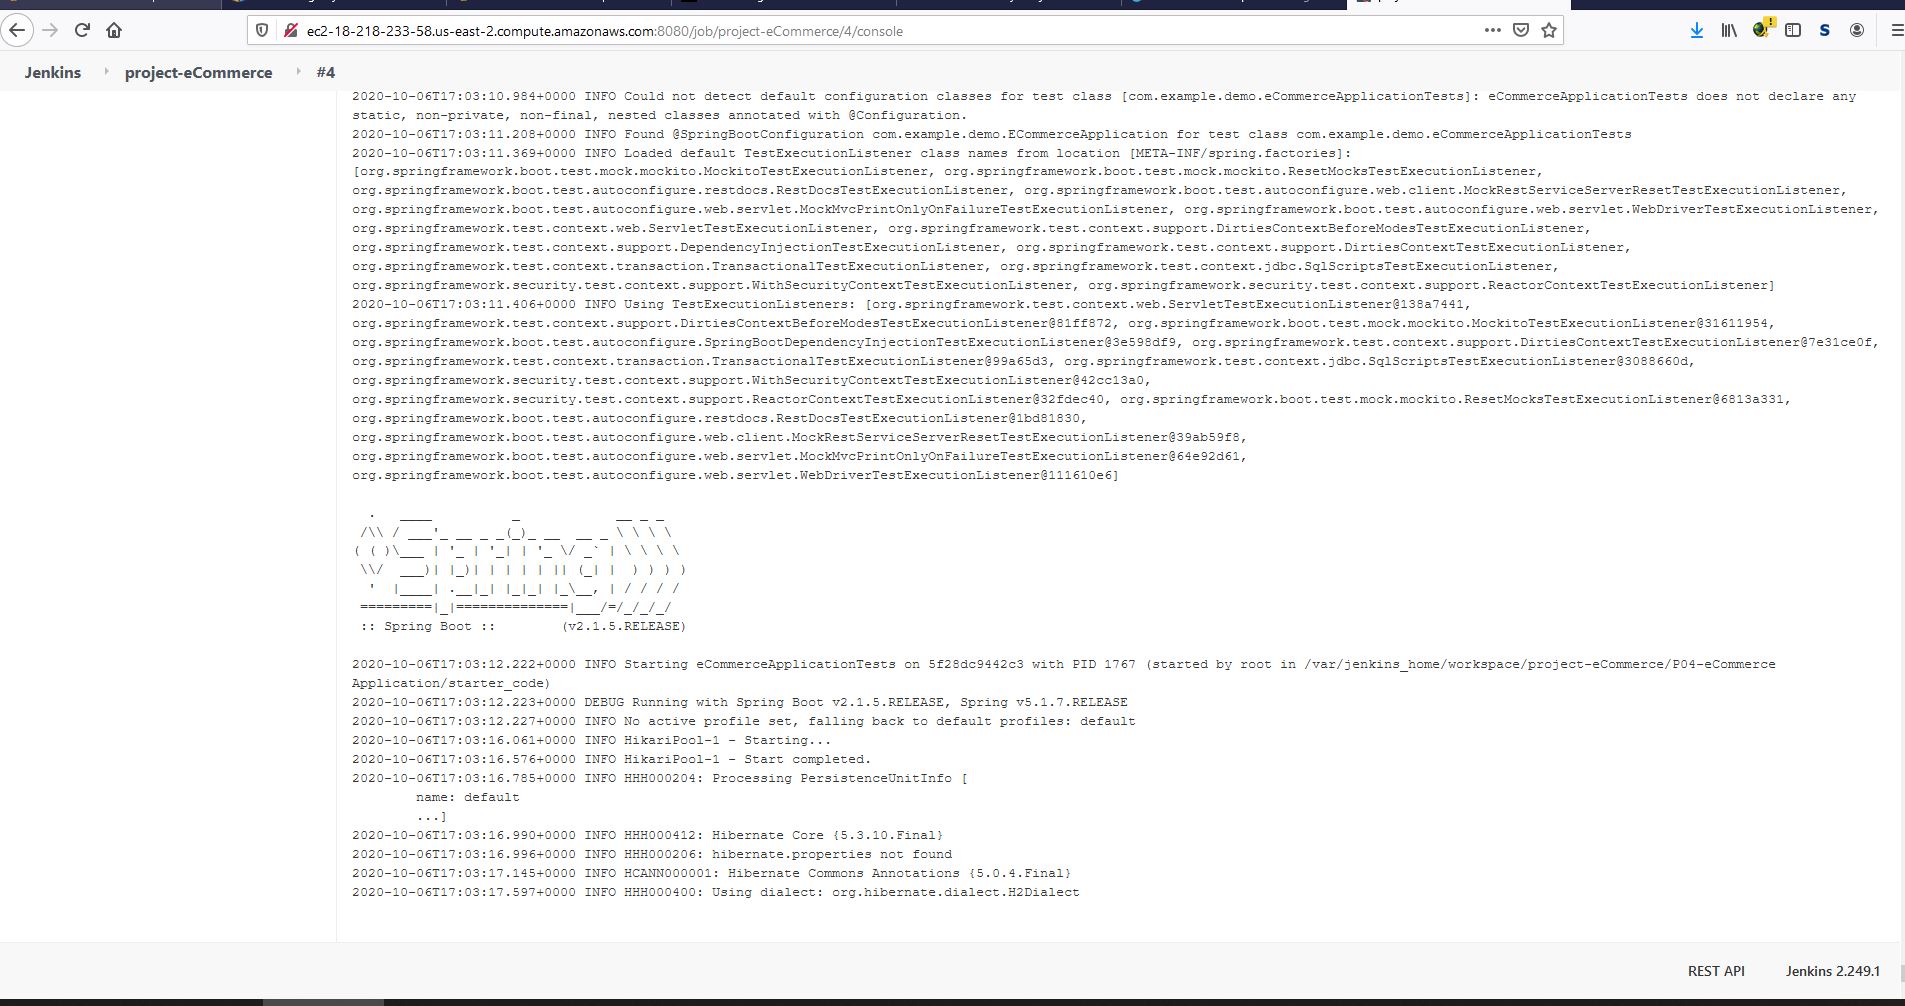 ec2-18-218-233-58.us-east-2.compute.amazonaws.com:8080/job/project-eCommerce/4/console
Jenkins project-eCommerce #4
2020-10-06T17:03:10.984+0000 INFO Could not detect default configuration classes for test class [com.example.demo.eCommerceApplicationTests]: eCommerceApplicationTests does not declare any
static, non-private, non-final, nested classes annotated with @Configuration.
2020-10-06T17:03:11.208+0000 INFO Found @SpringBootConfiguration com.example.demo.ECommerceApplication for test class com.example.demo.eCommerceApplicationTests
2020-10-06T17:03:11.369+0000 INFO Loaded default TestExecutionListener class names from location [META-INF/spring.factories]:
[org.springframework.boot.test.mock.mockito.MockitoTestExecutionListener, org.springframework.boot.test.mock.mockito.ResetMocksTestExecutionListener,
org.springframework.boot.test.autoconfigure.restdocs.RestDocsTestExecutionListener, org.springframework.boot.test.autoconfigure.web.client.MockRestServiceServerResetTestExecutionListener,
org.springframework.boot.test.autoconfigure.web.servlet.MockMvcPrintOnlyOnFailureTestExecutionListener, org.springframework.boot.test.autoconfigure.web.servlet.WebDriverTestExecutionListener,
org.springframework.test.context.web.ServletTestExecutionListener, org.springframework.test.context.support.DirtiesContextBeforeModesTestExecutionListener,
org.springframework.test.context.support.DependencyInjectionTestExecutionListener, org.springframework.test.context.support.DirtiesContextTestExecutionListener,
org.springframework.test.context.transaction.TransactionalTestExecutionListener, org.springframework.test.context.jdbc.SqlScriptsTestExecutionListener,
org.springframework.security.test.context.support.WithSecurityContextTestExecutionListener, org.springframework.security.test.context.support.ReactorContextTestExecutionListener]
2020-10-06T17:03:11.406+0000 INFO Using TestExecutionListeners: [org.springframework.test.context.web.ServletTestExecutionListener@138a7441,
org.springframework.test.context.support.DirtiesContextBeforeModesTestExecutionListener@81ff872, org.springframework.boot.test.mock.mockito.MockitoTestExecutionListener@31611954,
org.springframework.boot.test.autoconfigure.SpringBootDependencyInjectionTestExecutionListener@3e598df9, org.springframework.test.context.support.DirtiesContextTestExecutionListener@7e31ce0f,
org.springframework.test.context.transaction.TransactionalTestExecutionListener@99a65d3, org.springframework.test.context.jdbc.SqlScriptsTestExecutionListener@3088660d,
org.springframework.security.test.context.support.WithSecurityContextTestExecutionListener@42cc13a0,
org.springframework.security.test.context.support.ReactorContextTestExecutionListener@32fdec40, org.springframework.boot.test.mock.mockito.ResetMocksTestExecutionListener@6813a331,
org.springframework.boot.test.autoconfigure.restdocs.RestDocsTestExecutionListener@1bd81830,
org.springframework.boot.test.autoconfigure.web.client.MockRestServiceServerResetTestExecutionListener@39ab59f8,
org.springframework.boot.test.autoconfigure.web.servlet.MockMvcPrintOnlyOnFailureTestExecutionListener@64e92d61,
org.springframework.boot.test.autoconfigure.web.servlet.WebDriverTestExecutionListener@111610e6]
  .   ____          _            __ _ _
 /\\ / ___'_ __ _ _(_)_ __  __ _ \ \ \ \
( ( )\___ | '_ | '_| | '_ \/ _` | \ \ \ \
 \\/  ___)| |_)| | | | | || (_| |  ) ) ) )
  '  |____| .__|_| |_|_| |_\__, | / / / /
 =========|_|==============|___/=/_/_/_/
 :: Spring Boot ::        (v2.1.5.RELEASE)
2020-10-06T17:03:12.222+0000 INFO Starting eCommerceApplicationTests on 5f28dc9442c3 with PID 1767 (started by root in /var/jenkins_home/workspace/project-eCommerce/P04-eCommerce
Application/starter_code)
2020-10-06T17:03:12.223+0000 DEBUG Running with Spring Boot v2.1.5.RELEASE, Spring v5.1.7.RELEASE
2020-10-06T17:03:12.227+0000 INFO No active profile set, falling back to default profiles: default
2020-10-06T17:03:16.061+0000 INFO HikariPool-1 - Starting...
2020-10-06T17:03:16.576+0000 INFO HikariPool-1 - Start completed.
2020-10-06T17:03:16.785+0000 INFO HHH000204: Processing PersistenceUnitInfo [
name: default
...]
2020-10-06T17:03:16.990+0000 INFO HHH000412: Hibernate Core {5.3.10.Final}
2020-10-06T17:03:16.996+0000 INFO HHH000206: hibernate.properties not found
2020-10-06T17:03:17.145+0000 INFO HCANN000001: Hibernate Commons Annotations {5.0.4.Final}
2020-10-06T17:03:17.597+0000 INFO HHH000400: Using dialect: org.hibernate.dialect.H2Dialect
REST API Jenkins 2.249.1